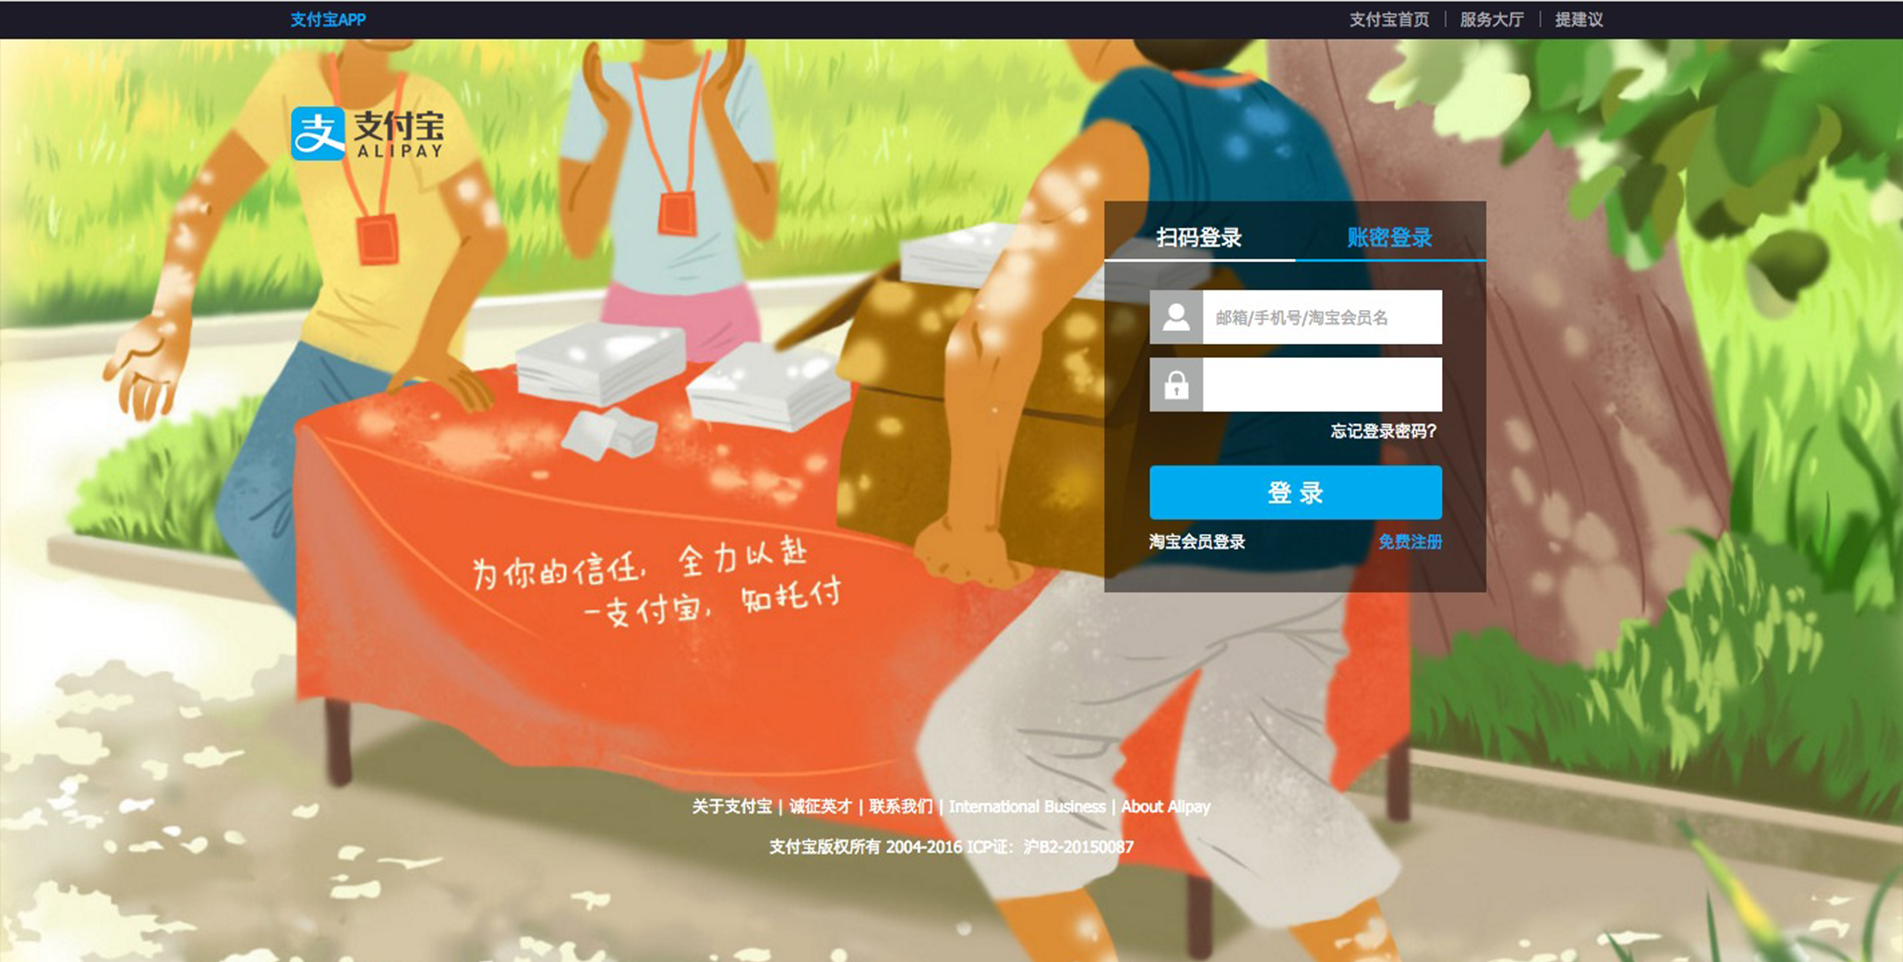 支付宝APP
支付宝首页 | 服务大厅 | 提建议
支 支付宝
ALIPAY
扫码登录 账密登录
邮箱/手机号/淘宝会员名
忘记登录密码?
登 录
淘宝会员登录 免费注册
为你的信任, 全力以赴
-支付宝, 知托付
关于支付宝 | 诚征英才 | 联系我们 | International Business | About Alipay
支付宝版权所有 2004-2016 ICP证: 沪B2-20150087